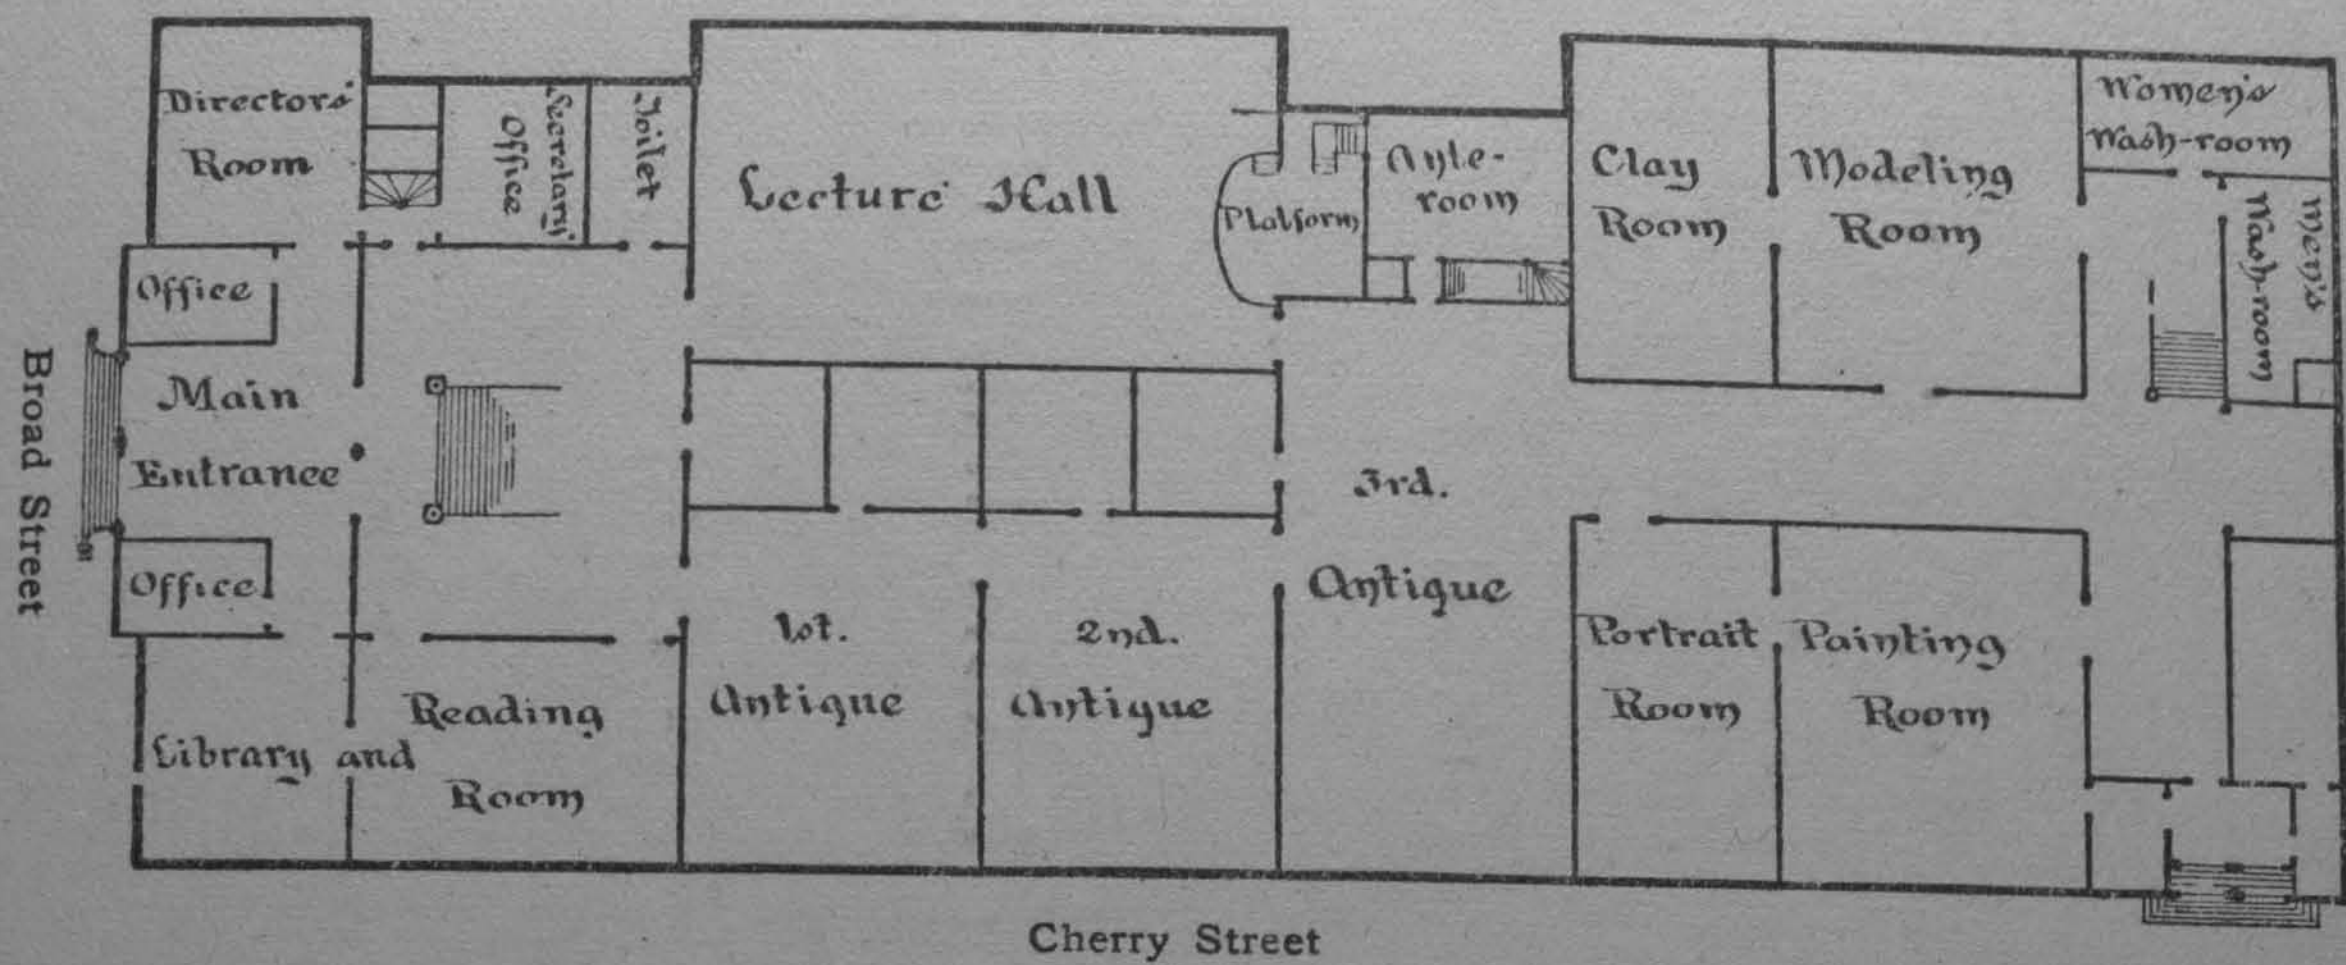 Directors'
Room
Secretary's
Office
Toilet
Lecture Hall
Platform
room
Clay
Room
Modeling
Room
Women's
Wash-room
Men's
Wash-room
Office
Main
Entrance
Office
Broad Street
3rd.
Antique
1st.
Antique
2nd.
Antique
Portrait
Room
Painting
Room
Reading
Library and
Room
Cherry Street